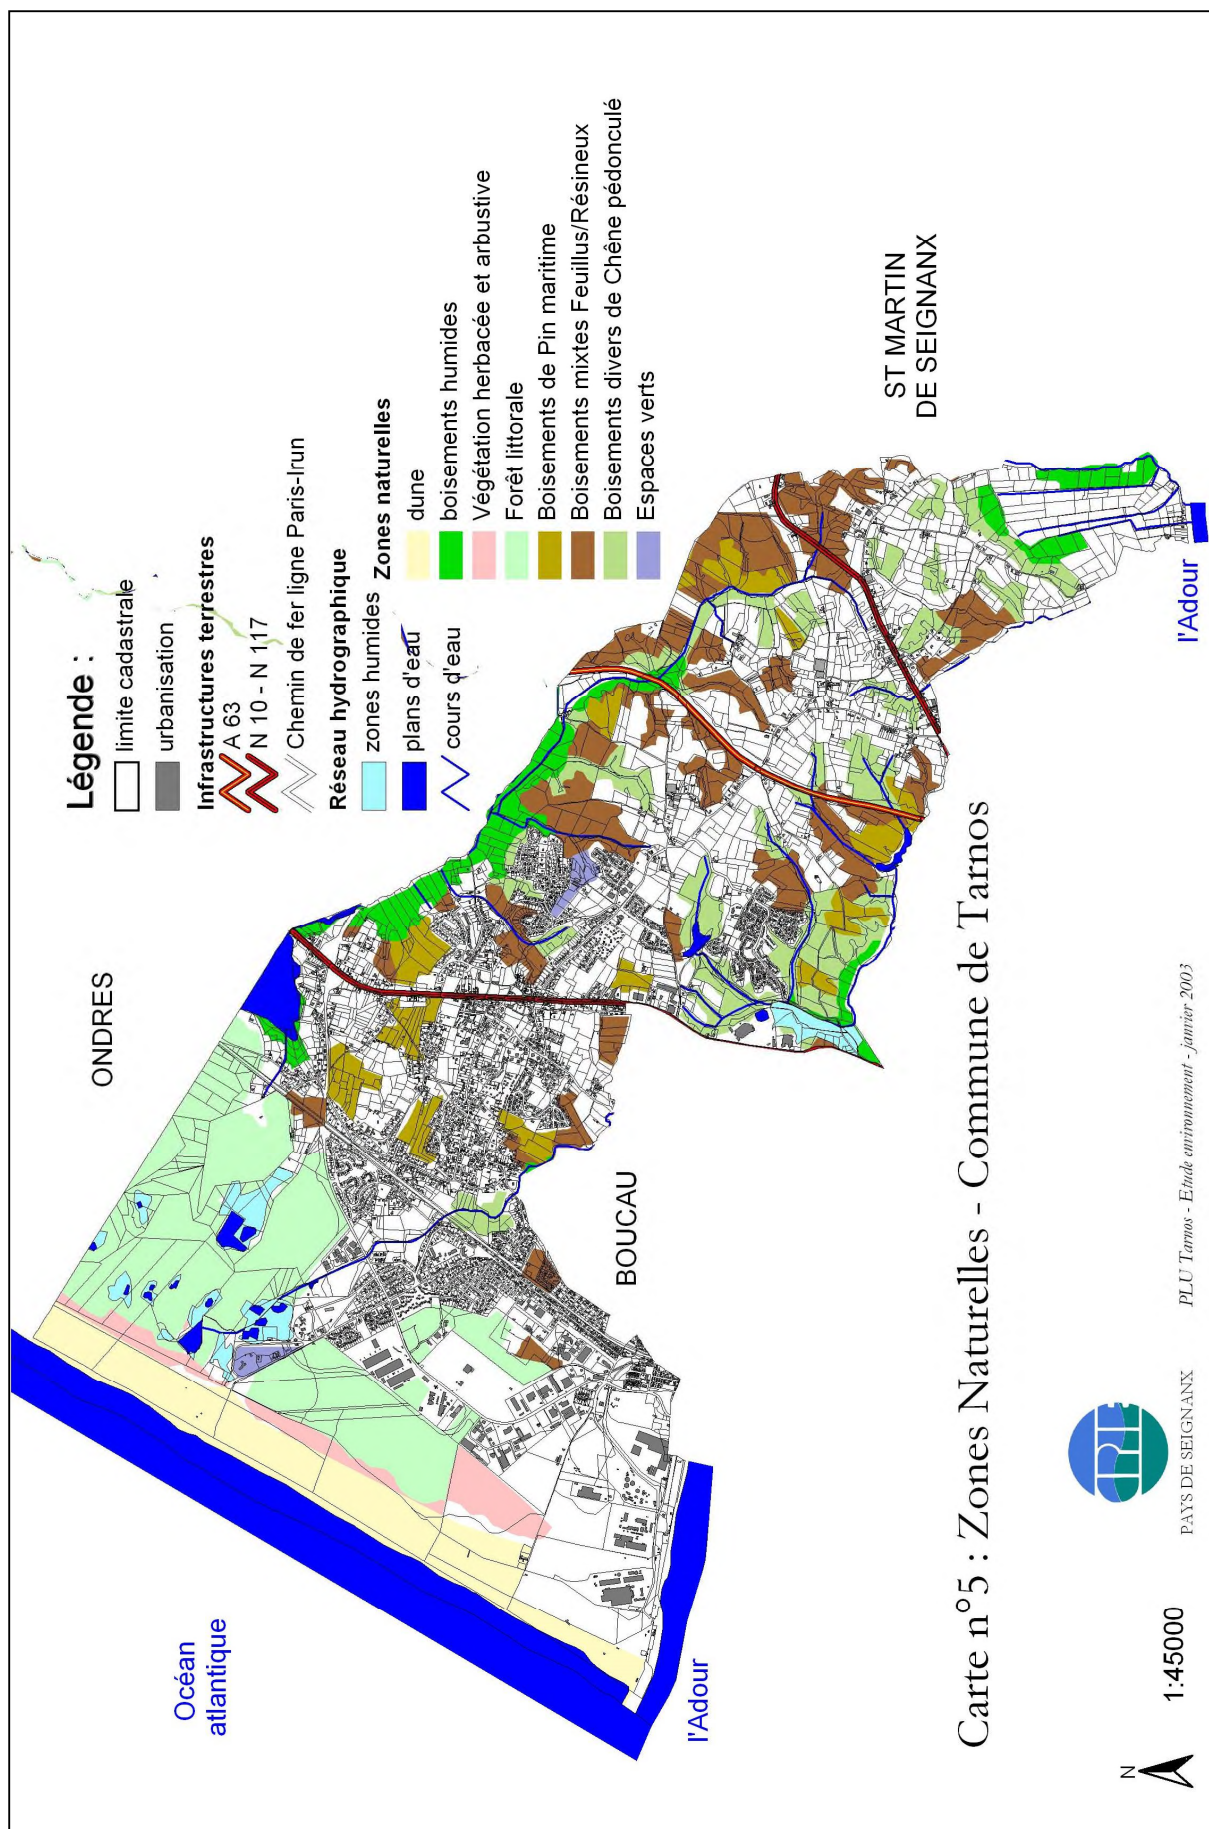 Légende :
limite cadastrale
urbanisation
Infrastructures terrestres
A 63
N 10 - N 117
Chemin de fer ligne Paris-Irun
Réseau hydrographique
zones humides
plans d'eau
cours d'eau
Zones naturelles
dune
boisements humides
Végétation herbacée et arbustive
Forêt littorale
Boisements de Pin maritime
Boisements mixtes Feuillus/Résineux
Boisements divers de Chêne pédonculé
Espaces verts
ONDRES
Océan
atlantique
BOUCAU
ST MARTIN
DE SEIGNANX
l'Adour
l'Adour
Carte n°5 : Zones Naturelles - Commune de Tarnos
N
1:45000
PAYS DE SEIGNANX
PLU Tarnos - Etude environnement - janvier 2003